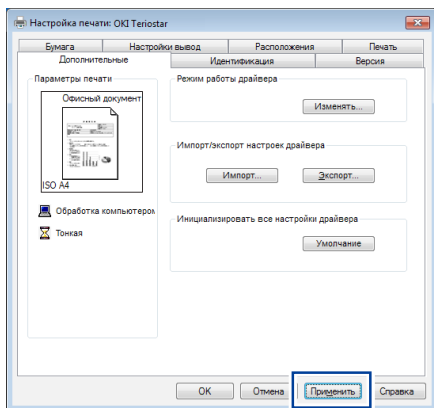 Настройка печати: OKI Teriostar
Бумага Настройки вывод Расположения Печать
Дополнительные Идентификация Версия
Параметры печати
Офисный документ
ISO A4
Обработка компьютером
Тонкая
Режим работы драйвера
Изменять...
Импорт/экспорт настроек драйвера
Импорт... Экспорт...
Инициализировать все настройки драйвера
Умолчание
OK Отмена Применить Справка